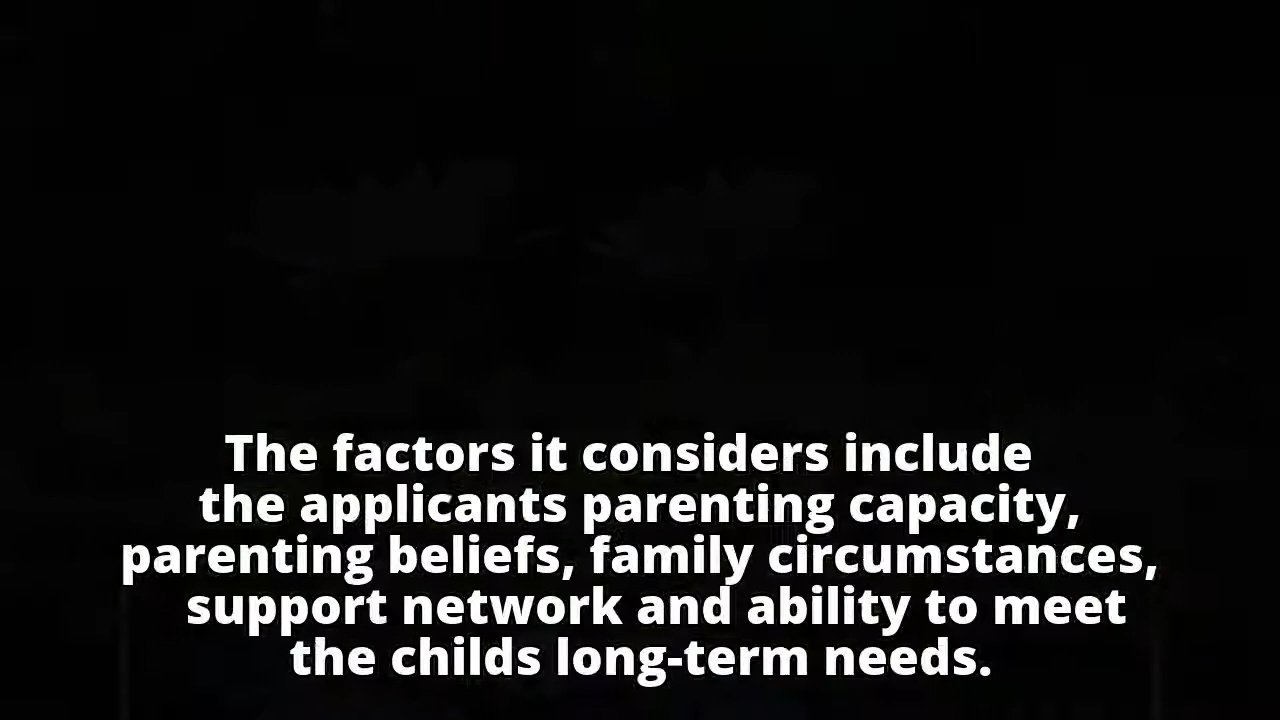 The factors it considers include
the applicants parenting capacity,
parenting beliefs, family circumstances,
support network and ability to meet
the childs long-term needs.